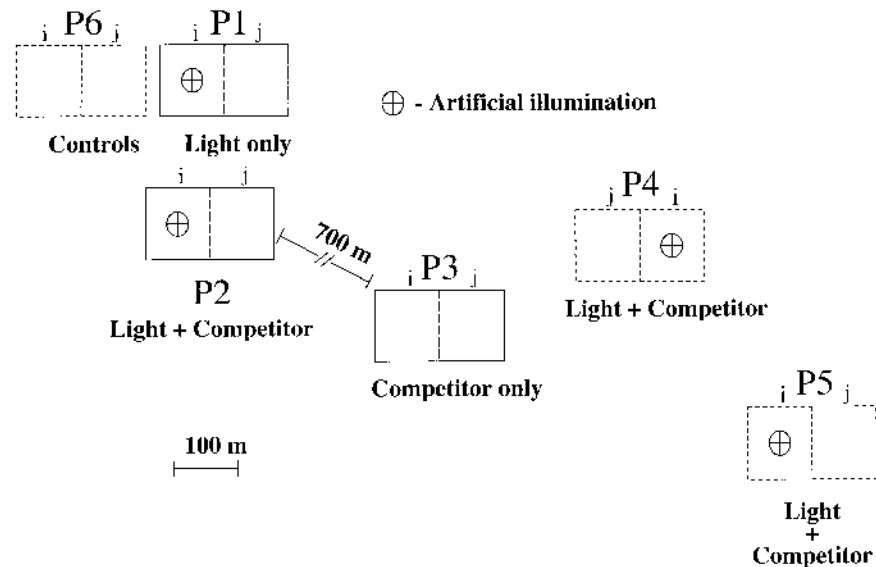 i P6 j
i P1 j
⊕ - Artificial illumination
Controls
Light only
i j
P2
Light + Competitor
700 m
i P3 j
Competitor only
j P4 i
Light + Competitor
100 m
i P5 j
Light
+
Competitor